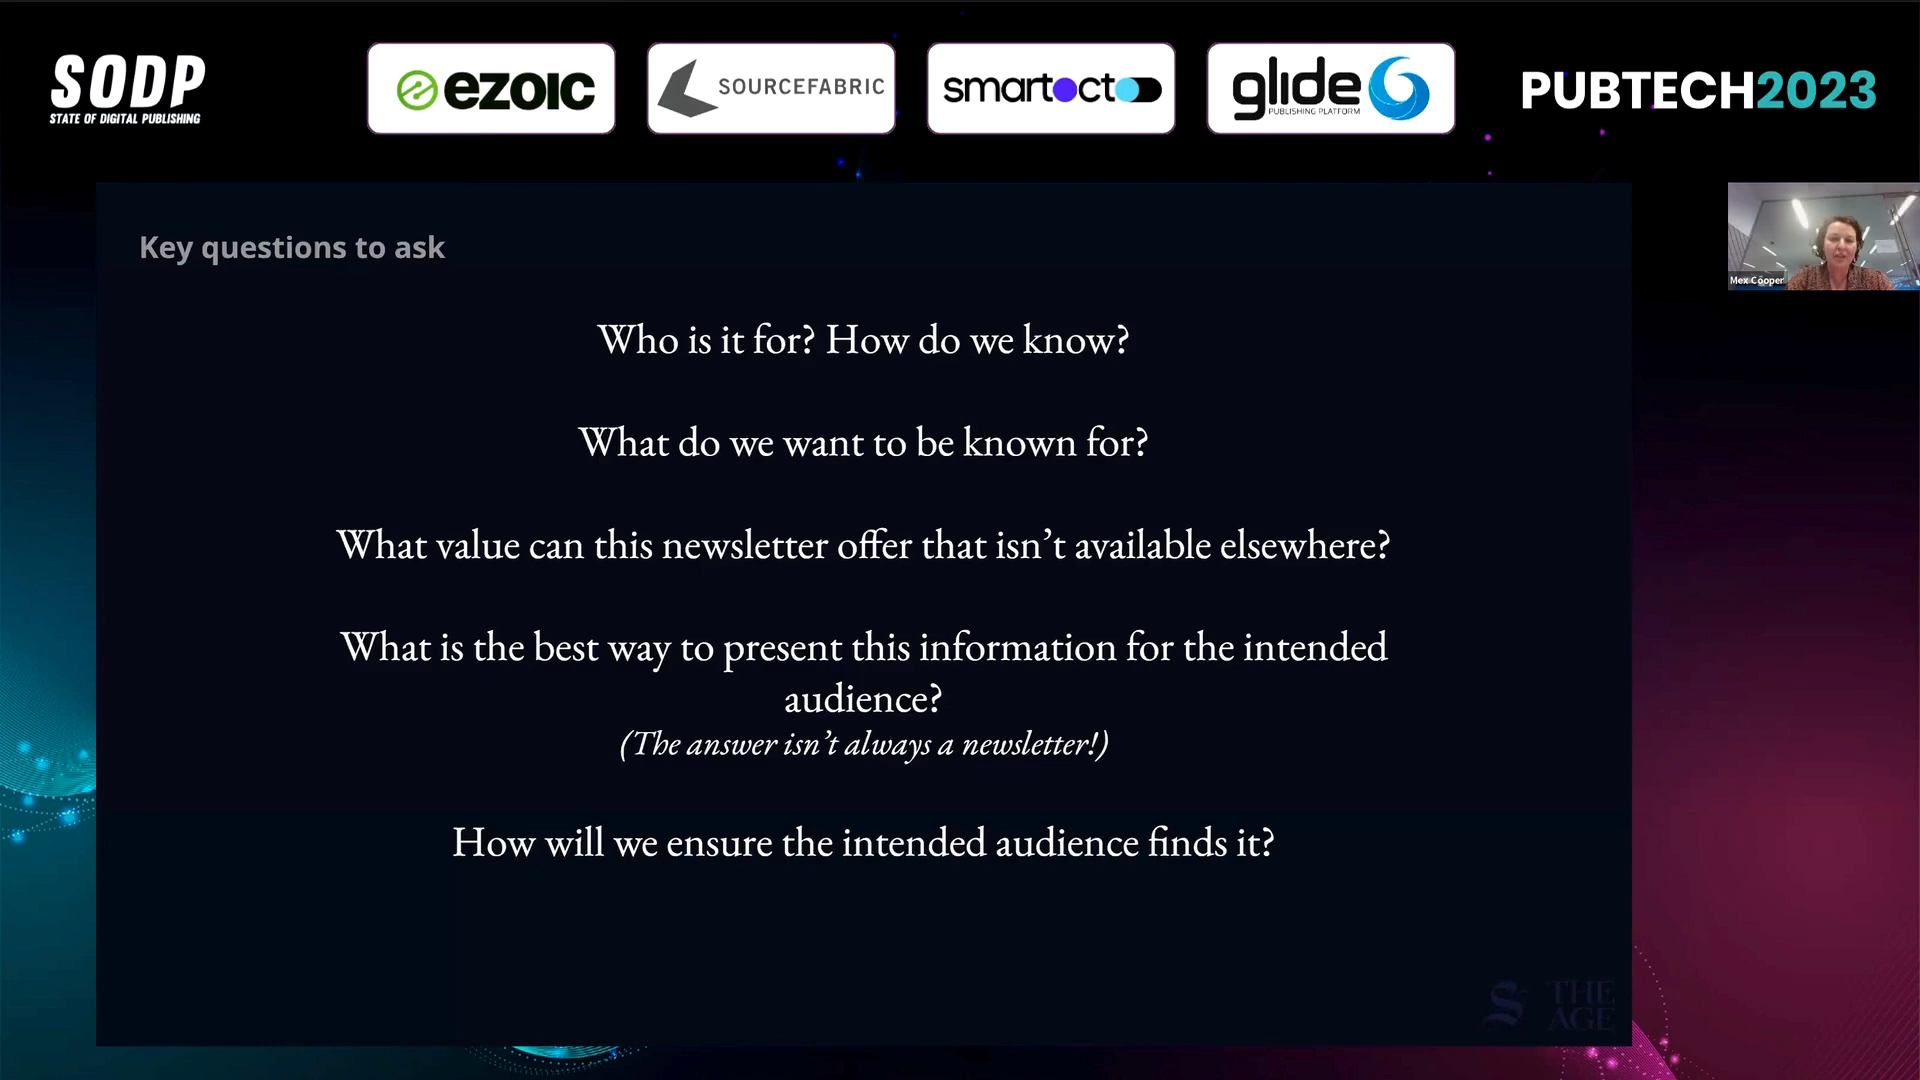 SODP
STATE OF DIGITAL PUBLISHING
ezoic
SOURCEFABRIC
smartocto
glide
PUBLISHING PLATFORM
PUBTECH2023
Mex Cooper
Key questions to ask
Who is it for? How do we know?
What do we want to be known for?
What value can this newsletter offer that isn’t available elsewhere?
What is the best way to present this information for the intended
audience?
(The answer isn’t always a newsletter!)
How will we ensure the intended audience finds it?
S
THE
AGE